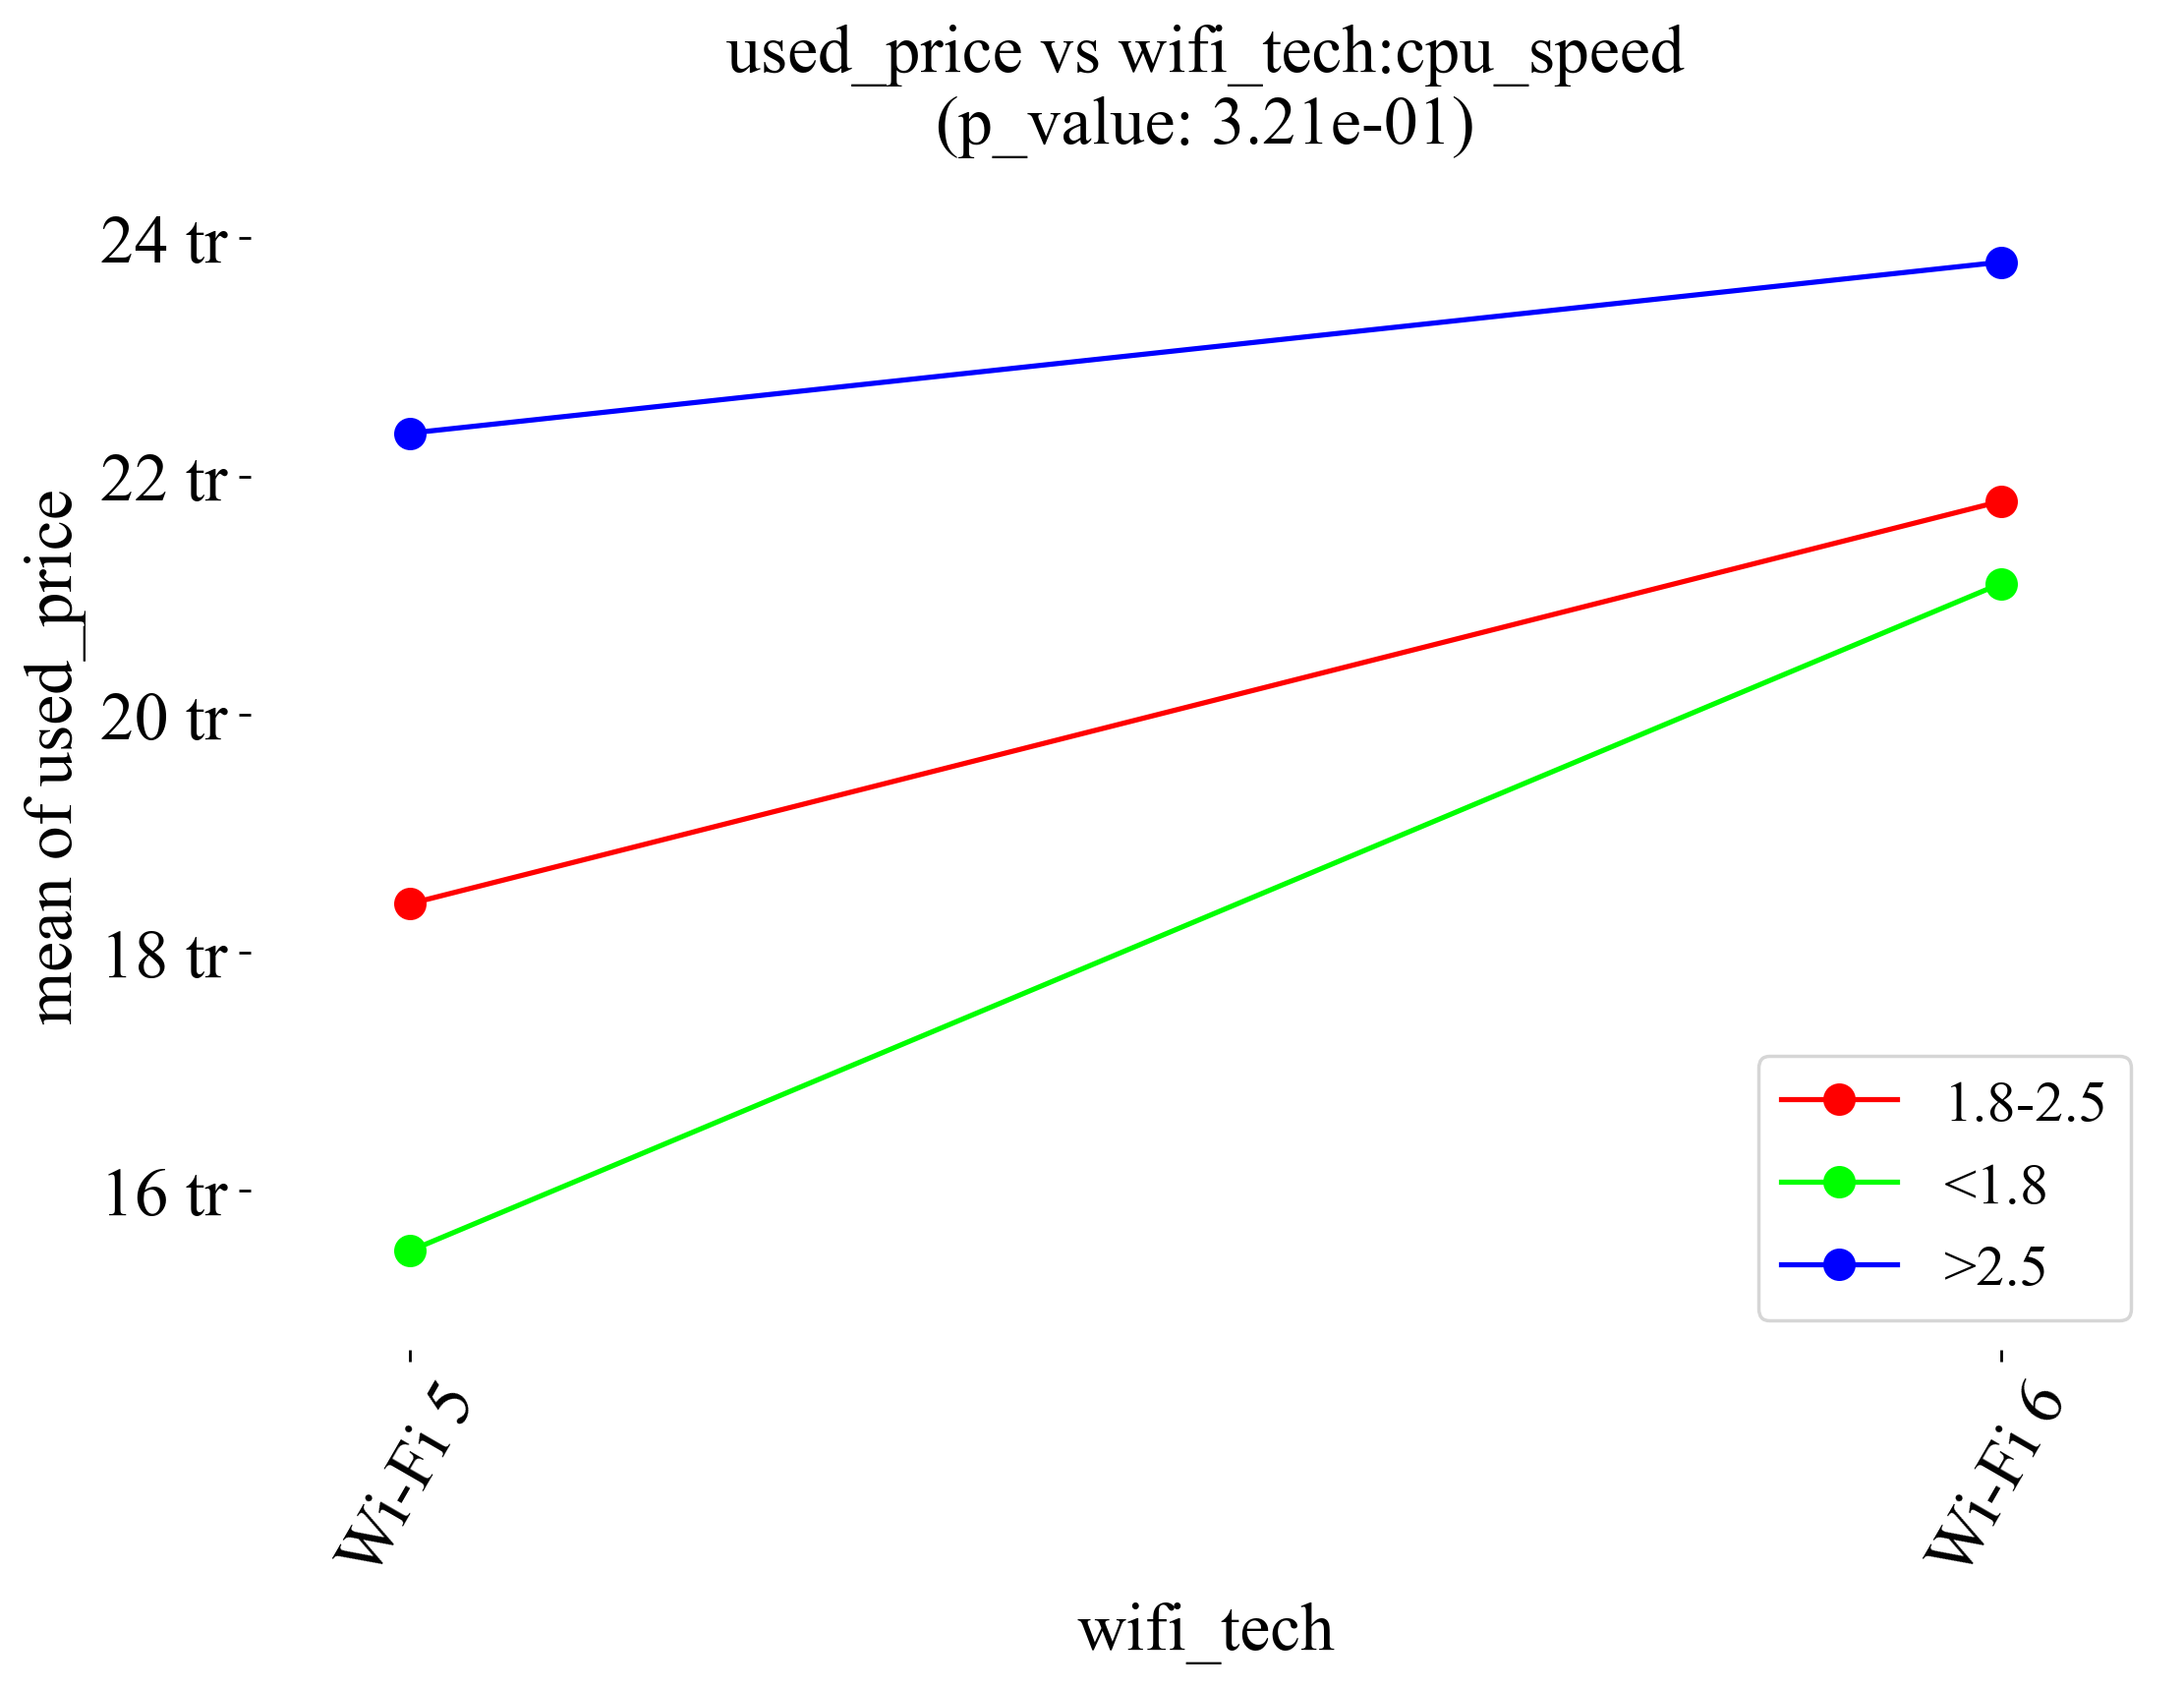 used_price vs wifi_tech:cpu_speed
(p_value: 3.21e-01)
24 tr
22 tr
20 tr
18 tr
16 tr
mean of used_price
1.8-2.5
<1.8
>2.5
Wi-Fi 5
Wi-Fi 6
wifi_tech